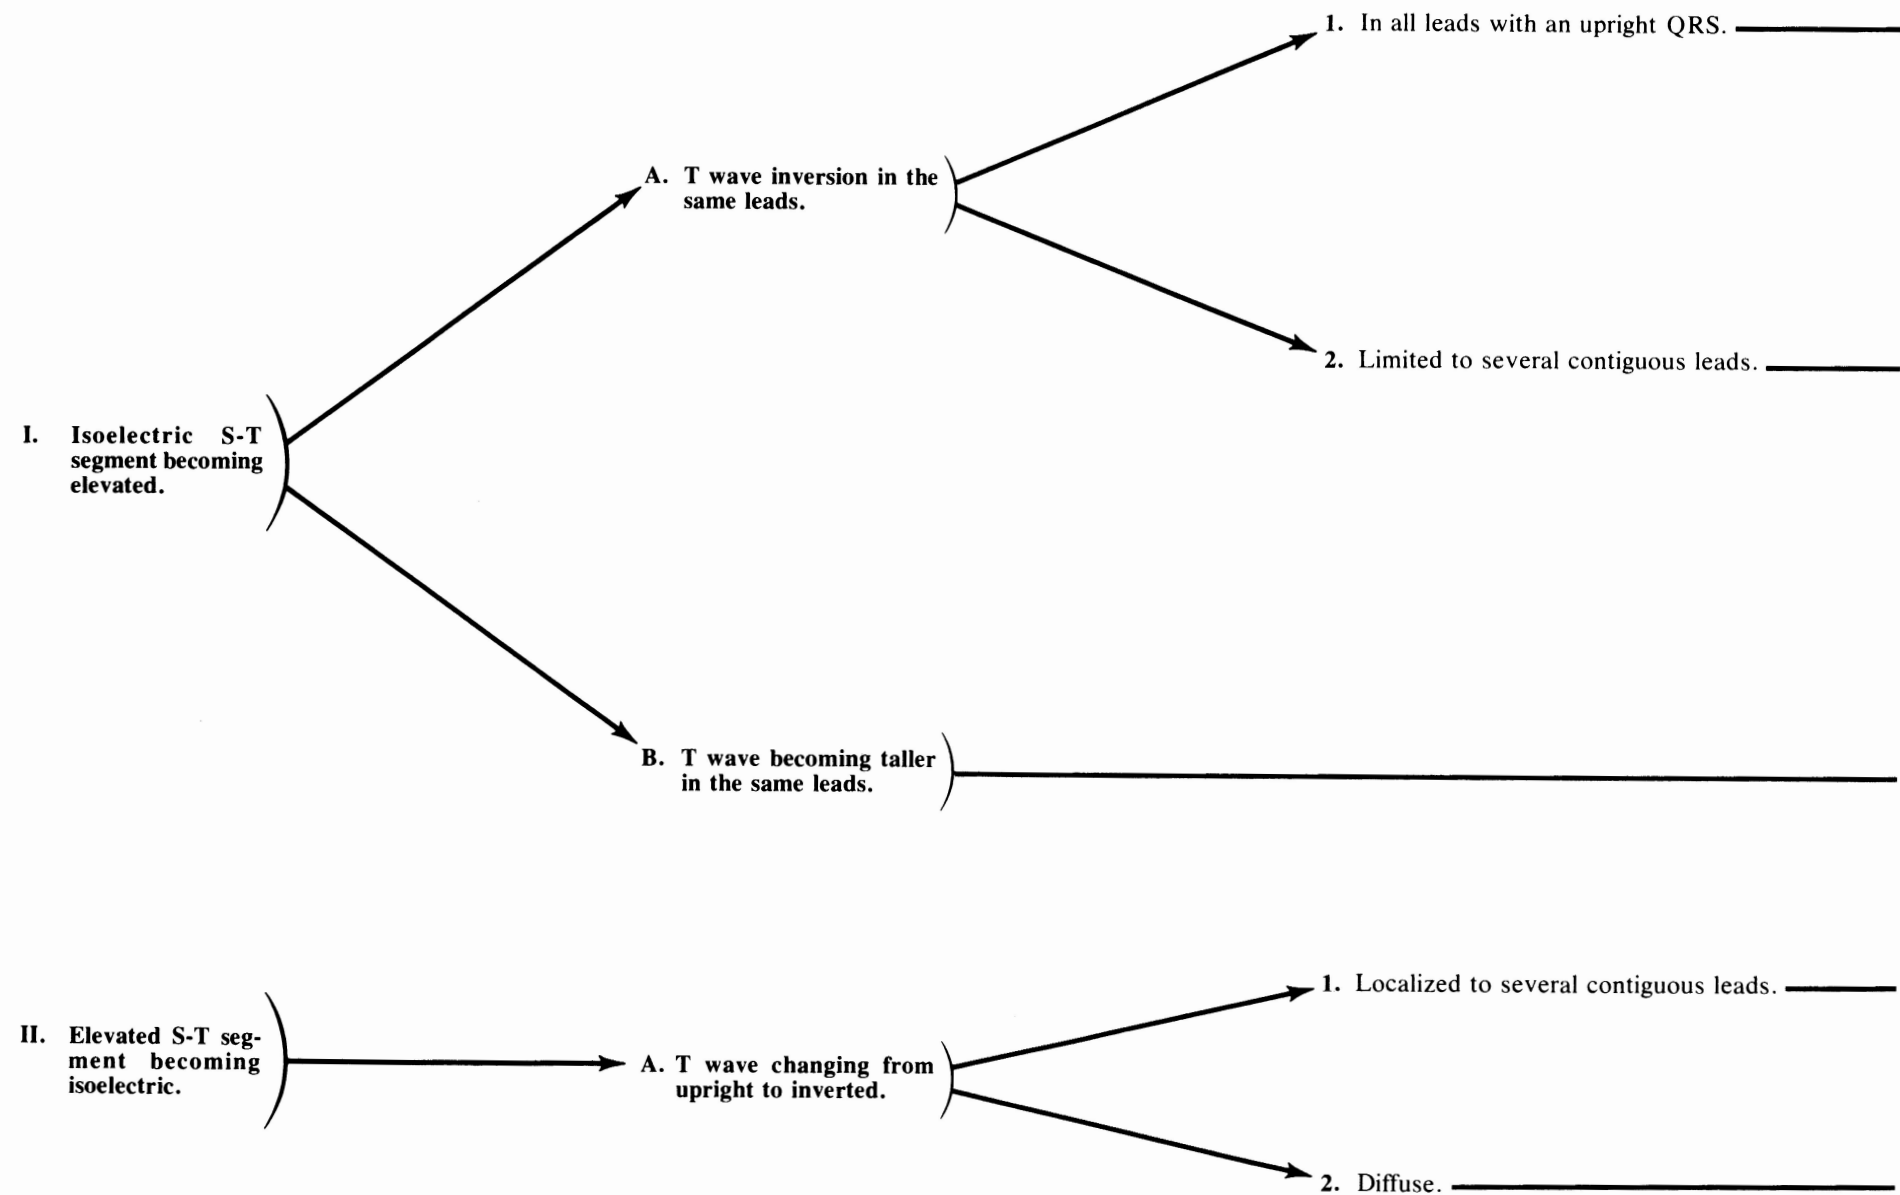 1. In all leads with an upright QRS.
A. T wave inversion in the
same leads.
2. Limited to several contiguous leads.
I. Isoelectric S-T
segment becoming
elevated.
B. T wave becoming taller
in the same leads.
1. Localized to several contiguous leads.
II. Elevated S-T seg-
ment becoming
isoelectric.
A. T wave changing from
upright to inverted.
2. Diffuse.